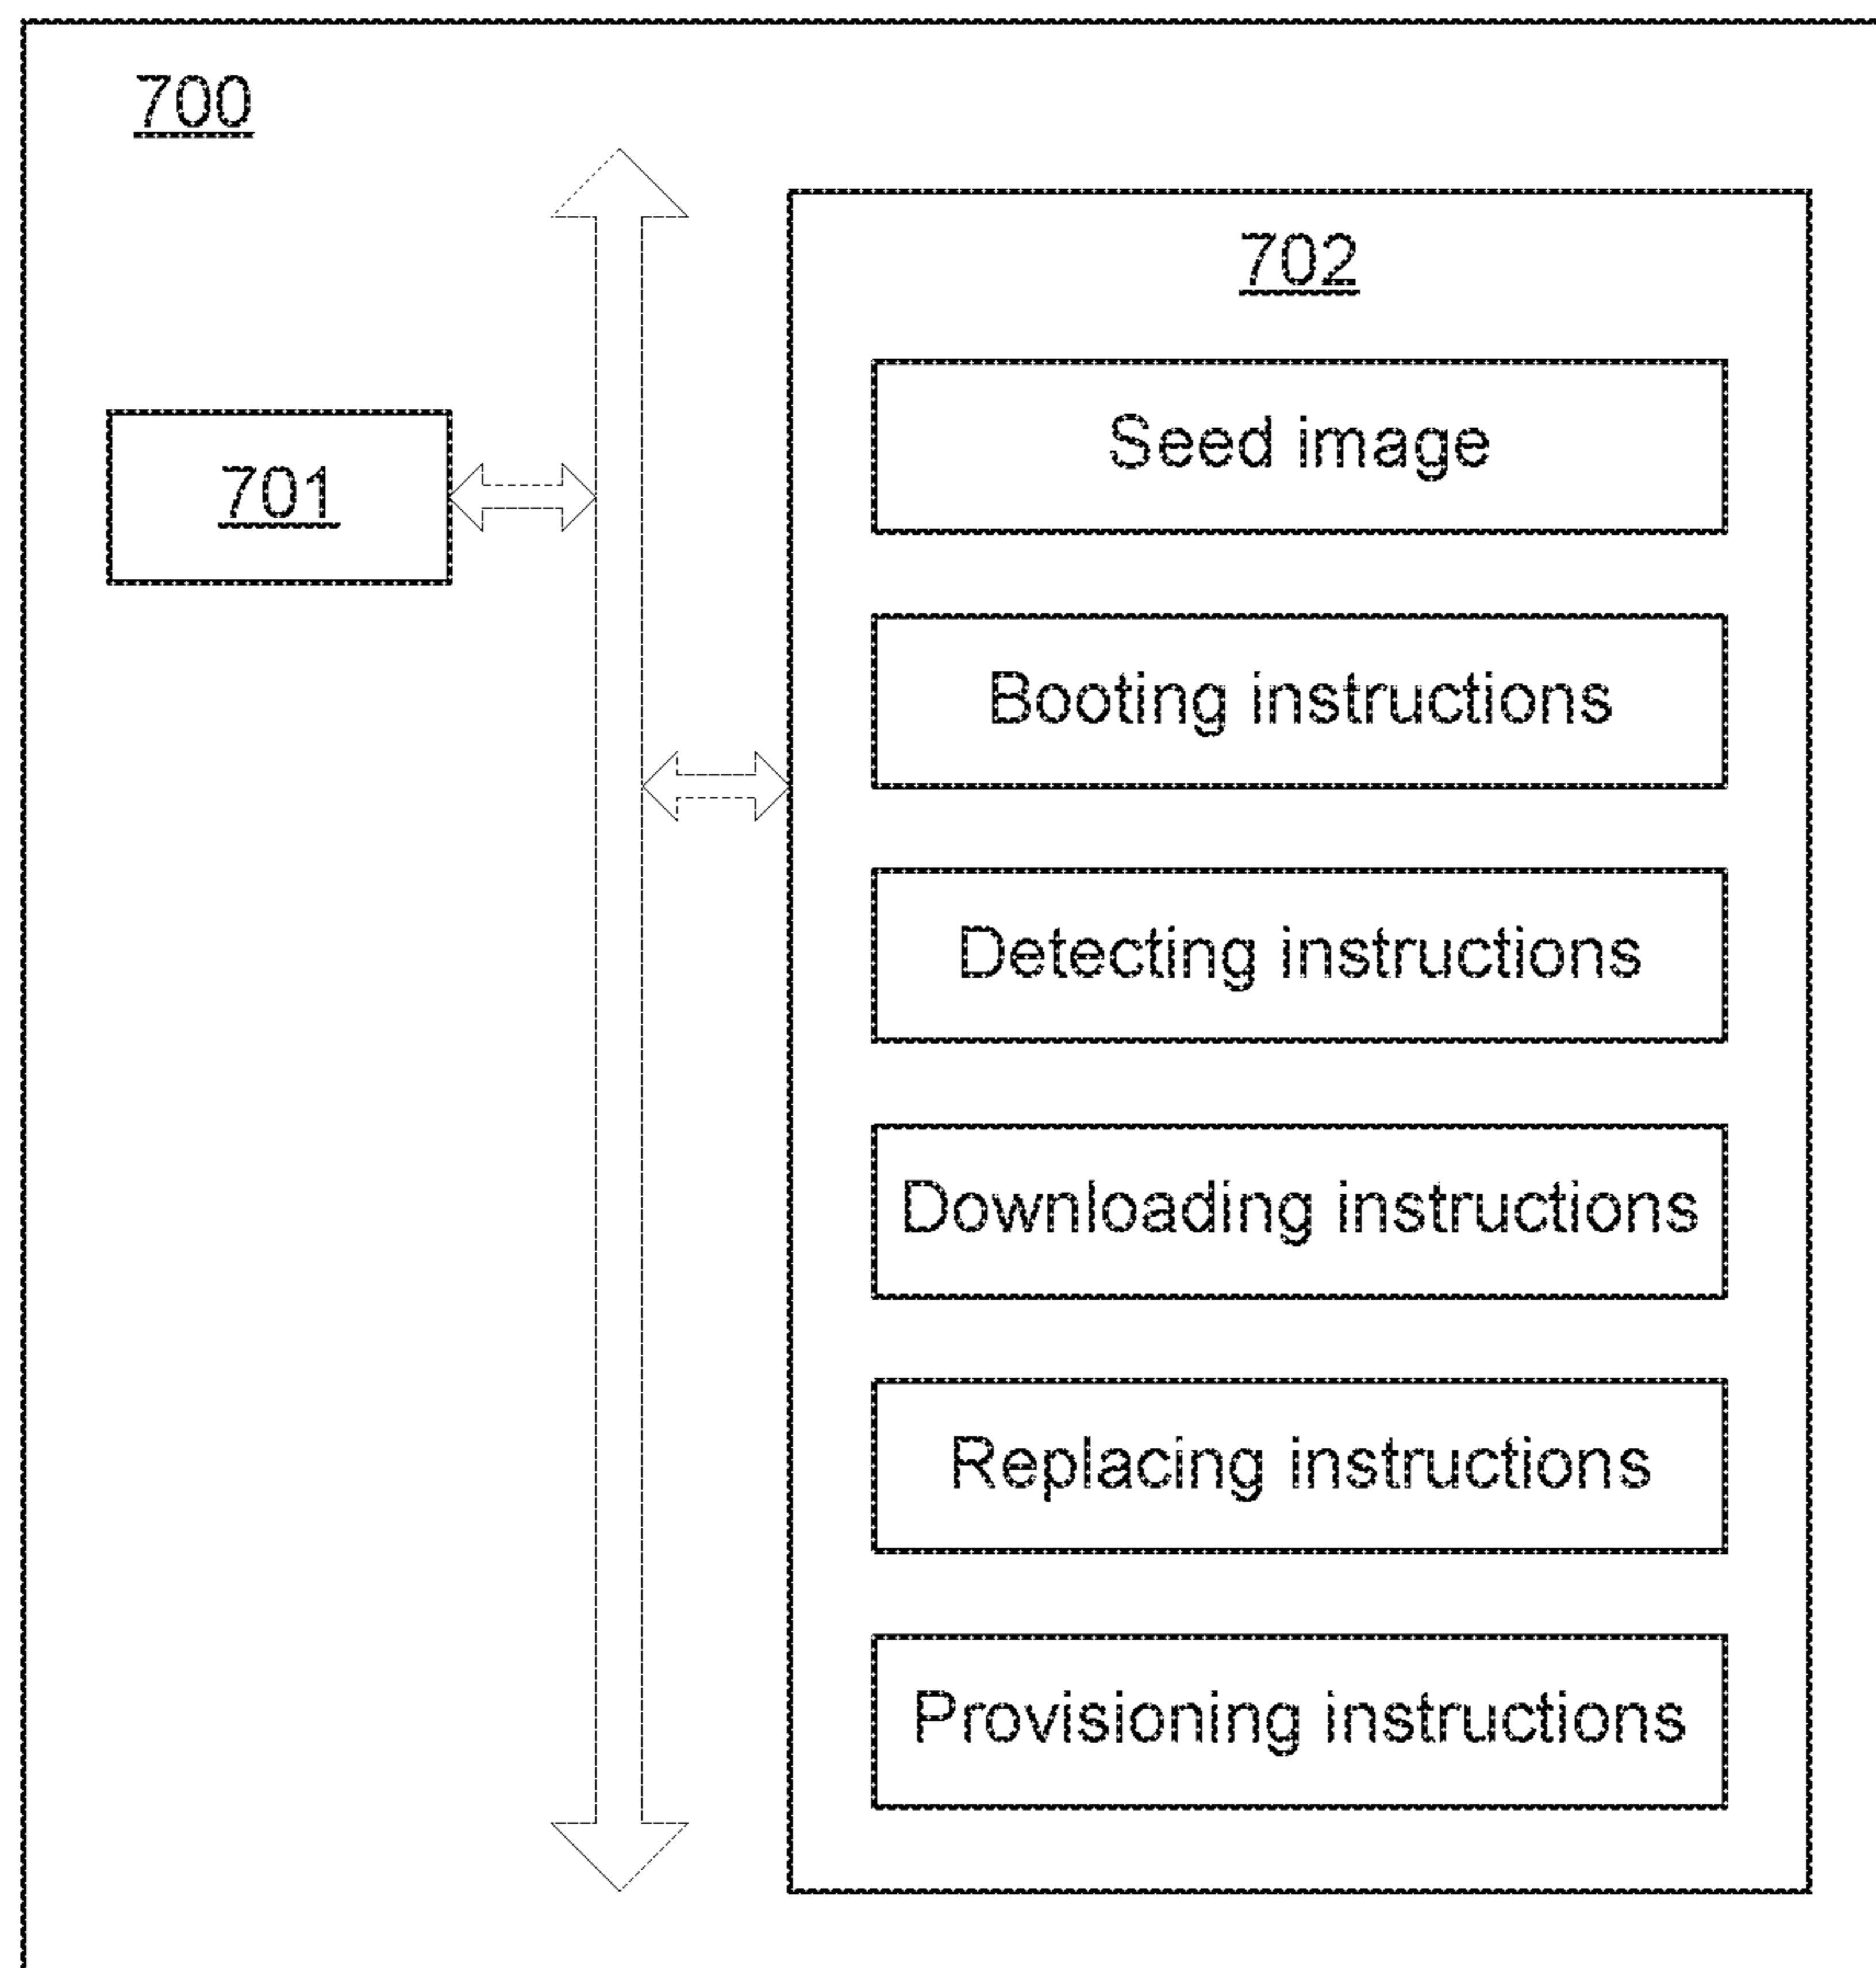 700
702
701
Seed image
Booting instructions
Detecting instructions
Downloading instructions
Replacing instructions
Provisioning instructions